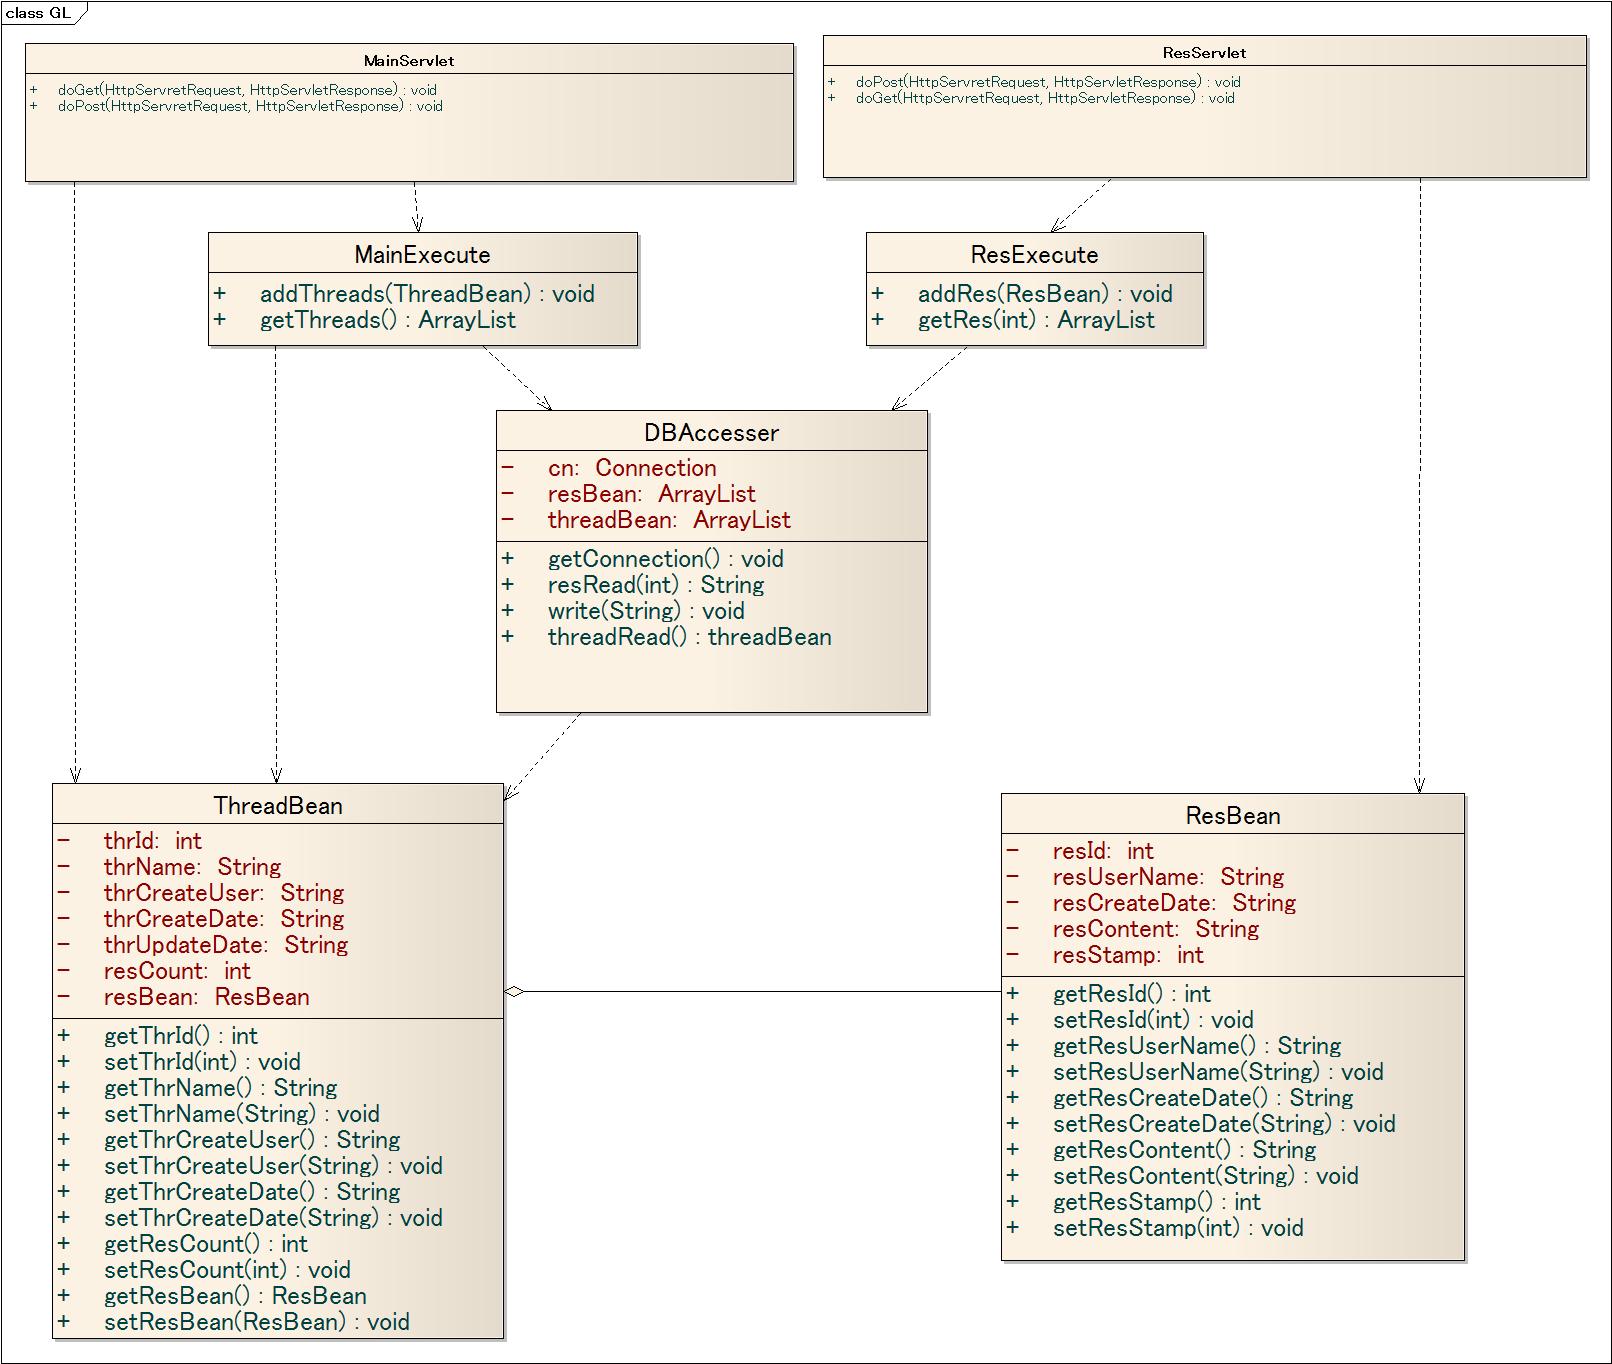 class GL
MainServlet
+ doGet(HttpServretRequest, HttpServletResponse) : void
+ doPost(HttpServretRequest, HttpServletResponse) : void
ResServlet
+ doPost(HttpServretRequest, HttpServletResponse) : void
+ doGet(HttpServretRequest, HttpServletResponse) : void
MainExecute
+ addThreads(ThreadBean) : void
+ getThreads() : ArrayList
ResExecute
+ addRes(ResBean) : void
+ getRes(int) : ArrayList
DBAccesser
- cn: Connection
- resBean: ArrayList
- threadBean: ArrayList
+ getConnection() : void
+ resRead(int) : String
+ write(String) : void
+ threadRead() : threadBean
ThreadBean
- thrId: int
- thrName: String
- thrCreateUser: String
- thrCreateDate: String
- thrUpdateDate: String
- resCount: int
- resBean: ResBean
+ getThrId() : int
+ setThrId(int) : void
+ getThrName() : String
+ setThrName(String) : void
+ getThrCreateUser() : String
+ setThrCreateUser(String) : void
+ getThrCreateDate() : String
+ setThrCreateDate(String) : void
+ getResCount() : int
+ setResCount(int) : void
+ getResBean() : ResBean
+ setResBean(ResBean) : void
ResBean
- resId: int
- resUserName: String
- resCreateDate: String
- resContent: String
- resStamp: int
+ getResId() : int
+ setResId(int) : void
+ getResUserName() : String
+ setResUserName(String) : void
+ getResCreateDate() : String
+ setResCreateDate(String) : void
+ getResContent() : String
+ setResContent(String) : void
+ getResStamp() : int
+ setResStamp(int) : void